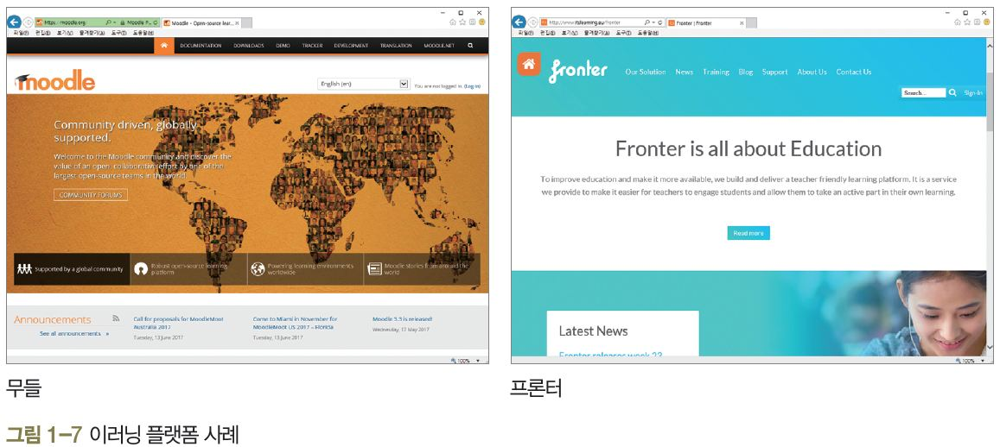 https://moodle.org/
Moodle P...
Moodle - Open-source lear...
파일(F) 편집(E) 보기(V) 즐겨찾기(A) 도구(T) 도움말(H)
DOCUMENTATION DOWNLOADS DEMO TRACKER DEVELOPMENT TRANSLATION MOODLE.NET
moodle
English (en)
You are not logged in. (Log in)
Community driven, globally
supported.
Welcome to the Moodle community and discover the
value of an open, collaborative effort by one of the
largest open-source teams in the world.
COMMUNITY FORUMS
Supported by a global community
Robust open-source learning
platform
Powering learning environments
worldwide
Moodle stories from around the
world
Announcements
See all announcements »
Call for proposals for MoodleMoot
Australia 2017
Tuesday, 13 June 2017
Come to Miami in November for
MoodleMoot US 2017 – Florida
Tuesday, 13 June 2017
Moodle 3.3 is released!
Wednesday, 17 May 2017
100%
무들
http://www.itslearning.eu/fronter
Fronter | Fronter
파일(F) 편집(E) 보기(V) 즐겨찾기(A) 도구(T) 도움말(H)
fronter
Our Solution News Training Blog Support About Us Contact Us
Search... Sign-in
Fronter is all about Education
To improve education and make it more available, we build and deliver a teacher friendly learning platform. It is a service
we provide to make it easier for teachers to engage students and allow them to take an active part in their own learning.
Read more
Latest News
Fronter releases week 23
100%
프론터
그림 1-7 이러닝 플랫폼 사례